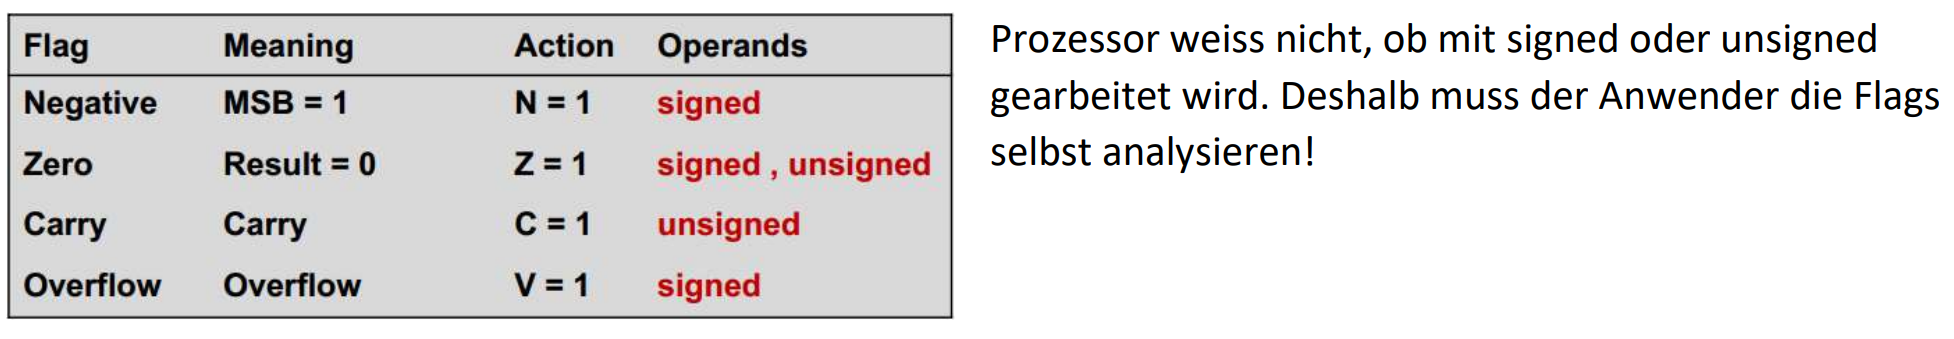 Flag Meaning Action Operands
Negative MSB = 1 N = 1 signed
Zero Result = 0 Z = 1 signed , unsigned
Carry Carry C = 1 unsigned
Overflow Overflow V = 1 signed
Prozessor weiss nicht, ob mit signed oder unsigned
gearbeitet wird. Deshalb muss der Anwender die Flags
selbst analysieren!